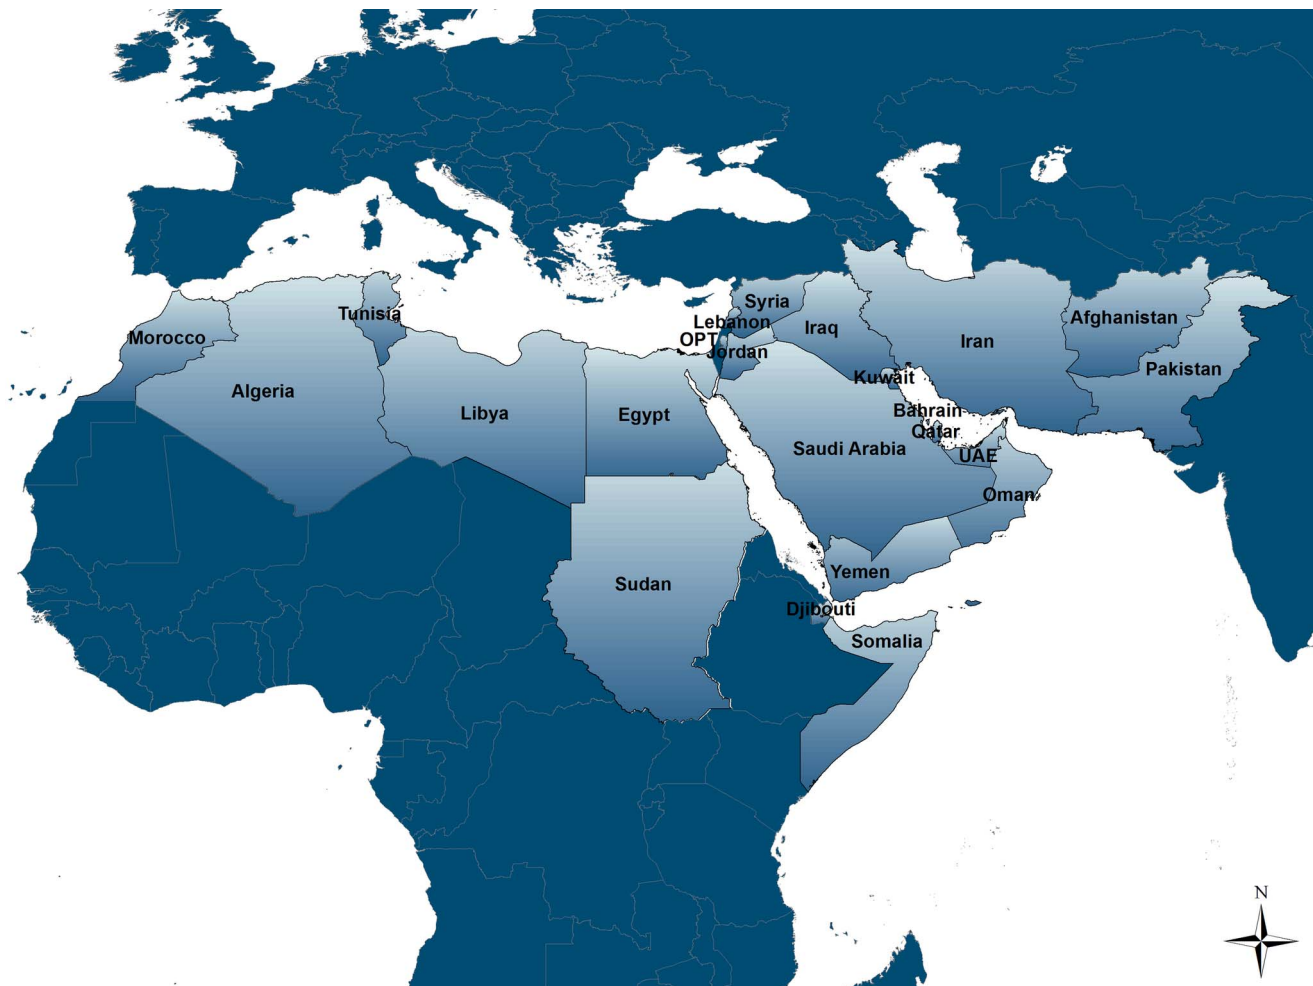 Syria
Tunisia
Lebanon
Morocco
Iraq
Afghanistan
OPT
Jordan
Iran
Pakistan
Kuwait
Algeria
Libya
Egypt
Bahrain
Qatar
Saudi Arabia
UAE
Oman
Yemen
Sudan
Djibouti
Somalia
N